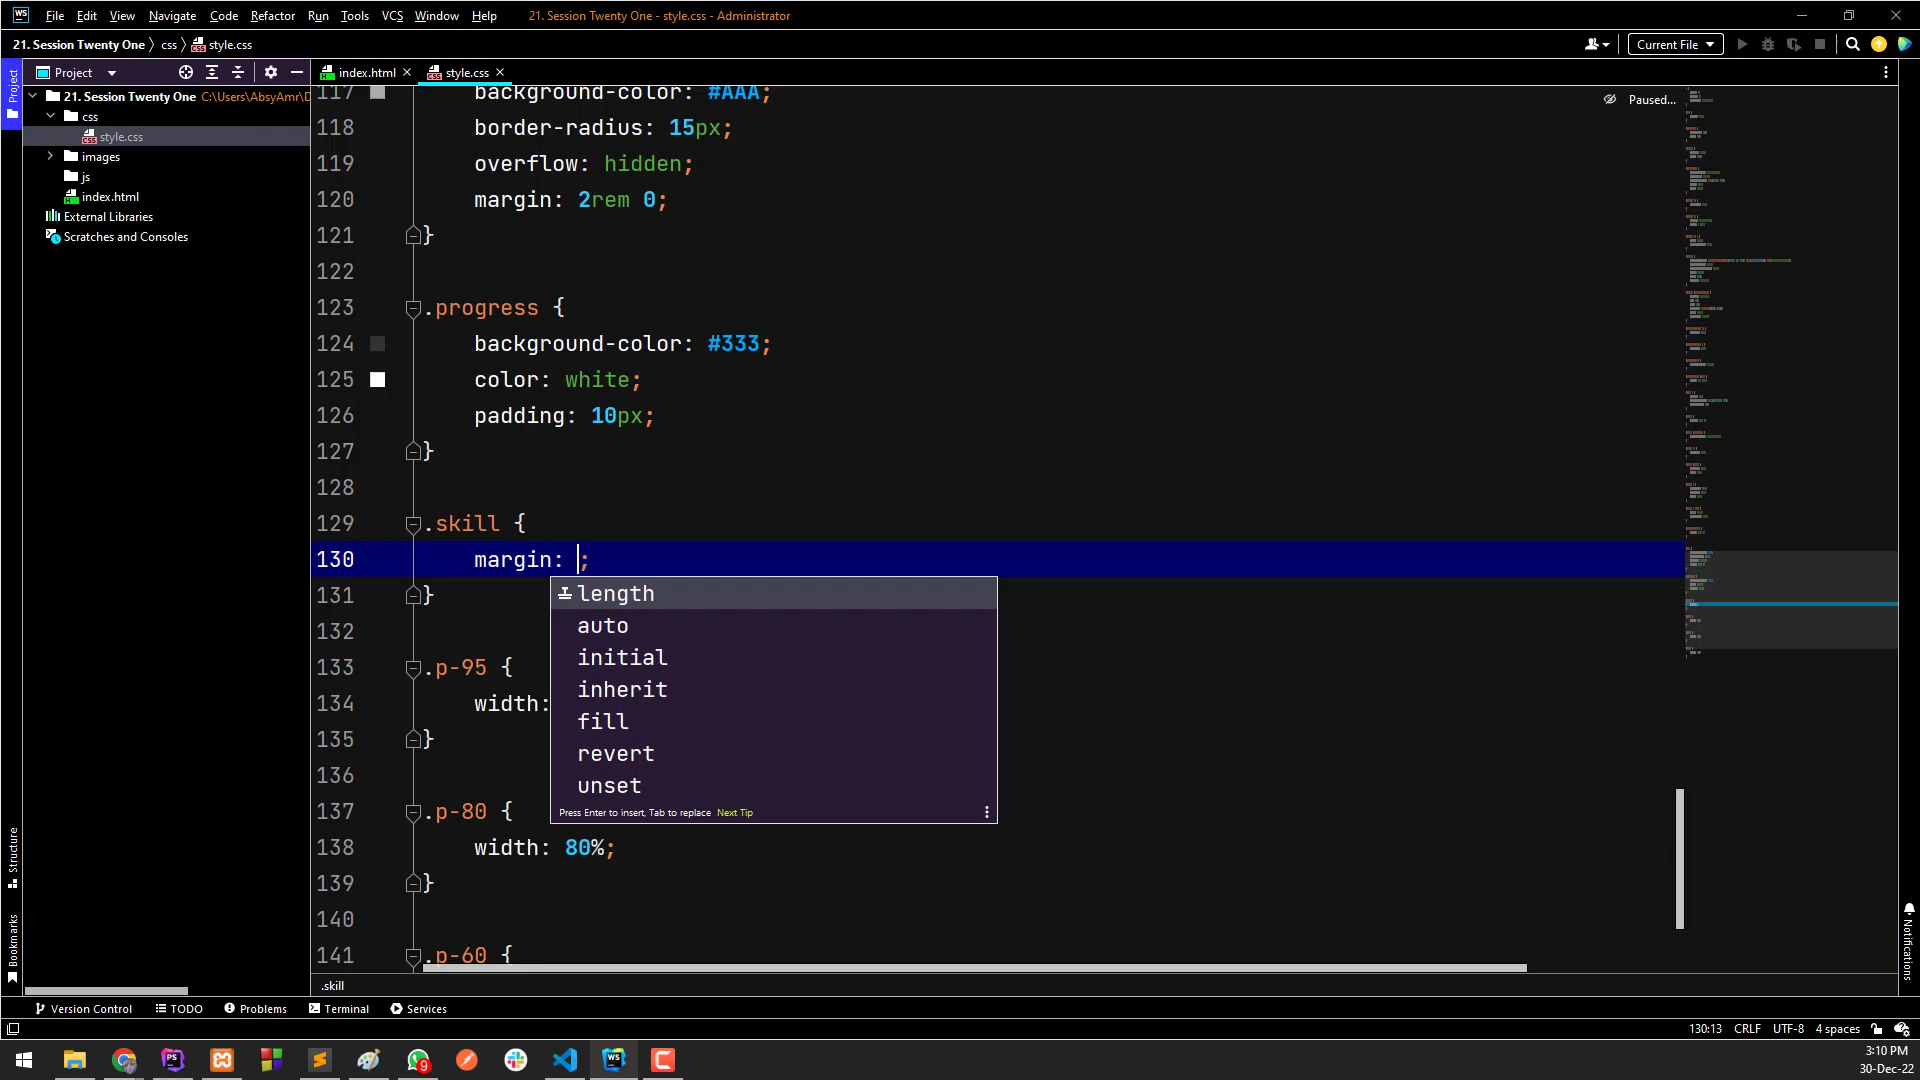 WS File Edit View Navigate Code Refactor Run Tools VCS Window Help 21. Session Twenty One - style.css - Administrator
21. Session Twenty One 〉 css 〉 style.css Current File
Project Project index.html style.css
21. Session Twenty One C:\Users\AbsyAmr\D
css
style.css
images
js
index.html
External Libraries
Scratches and Consoles
Paused...
117 background-color: #AAA;
118 border-radius: 15px;
119 overflow: hidden;
120 margin: 2rem 0;
121 }
122
123 .progress {
124 background-color: #333;
125 color: white;
126 padding: 10px;
127 }
128
129 .skill {
130 margin: ;
131 }
132
133 .p-95 {
134 width:
135 }
136
137 .p-80 {
138 width: 80%;
139 }
140
141 .p-60 {
length
auto
initial
inherit
fill
revert
unset
Press Enter to insert, Tab to replace Next Tip
Structure
Bookmarks
Notifications
.skill
Version Control TODO Problems Terminal Services
130:13 CRLF UTF-8 4 spaces
PS 9 WS
3:10 PM
30-Dec-22